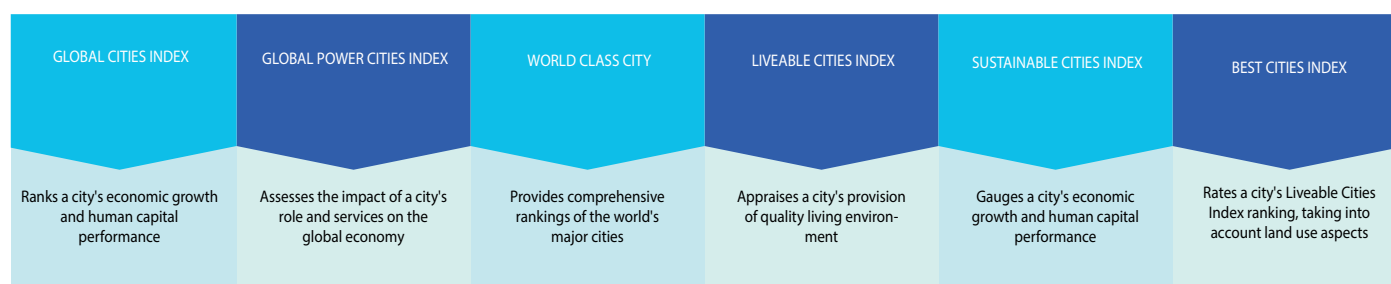 GLOBAL CITIES INDEX
GLOBAL POWER CITIES INDEX
WORLD CLASS CITY
LIVEABLE CITIES INDEX
SUSTAINABLE CITIES INDEX
BEST CITIES INDEX
Ranks a city's economic growth
and human capital
performance
Assesses the impact of a city's
role and services on the
global economy
Provides comprehensive
rankings of the world's
major cities
Appraises a city's provision
of quality living environ-
ment
Gauges a city's economic
growth and human capital
performance
Rates a city's Liveable Cities
Index ranking, taking into
account land use aspects